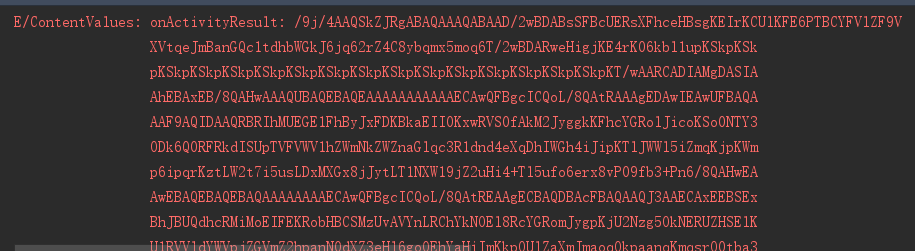 E/ContentValues: onActivityResult: /9j/4AAQSkZJRgABAQAAAQABAAD/2wBDABsSFBcUERsXFhceHBsgKEIrKCUlKFE6PTBCYFVlZF9V
XVtqeJmBanGQc1tdhbWGkJ6jq62rZ4C8ybqmx5moq6T/2wBDARweHigjKE4rK06kbl1upKSkpKSk
pKSkpKSkpKSkpKSkpKSkpKSkpKSkpKSkpKSkpKSkpKSkpKSkpKSkpKSkpKT/wAARCADIAMgDASIA
AhEBAxEB/8QAHwAAAQUBAQEBAQEAAAAAAAAAAAECAwQFBgcICQoL/8QAtRAAAgEDAwIEAwUFBAQA
AAF9AQIDAAQRBRIhMUEGE1FhByJxFDKBkaEII0KxwRVS0fAkM2JyggkKFhcYGRolJicoKSo0NTY3
ODk6Q0RFRkdISUpTVFVWV1hZWmNkZWZnaGlqc3R1dnd4eXqDhIWGh4iJipKTlJWWl5iZmqKjpKWm
p6ipqrKztLW2t7i5usLDxMXGx8jJytLT1NXW19jZ2uHi4+Tl5ufo6erx8vP09fb3+Pn6/8QAHwEA
AwEBAQEBAQEBAQAAAAAAAAECAwQFBgcICQoL/8QAtREAAgECBAQDBAcFBAQAAQJ3AAECAxEEBSEx
BhJBUQdhcRMiMoEIFEKRobHBCSMzUvAVYnLRChYkNOEl8RcYGRomJygpKjU2Nzg5OkNERUZHSElK